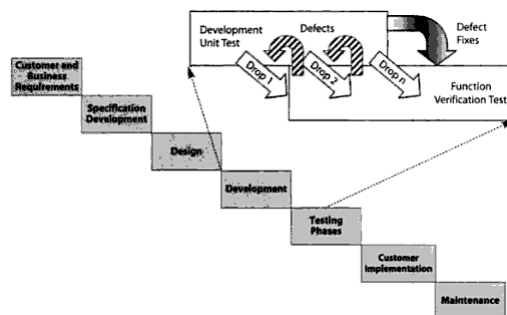 Development
Unit Test
Defects
Defect
Fixes
Drop 1
Drop 2
Drop n
Function
Verification Test
Customer and
Business
Requirements
Specification
Development
Design
Development
Testing
Phases
Customer
Implementation
Maintenance